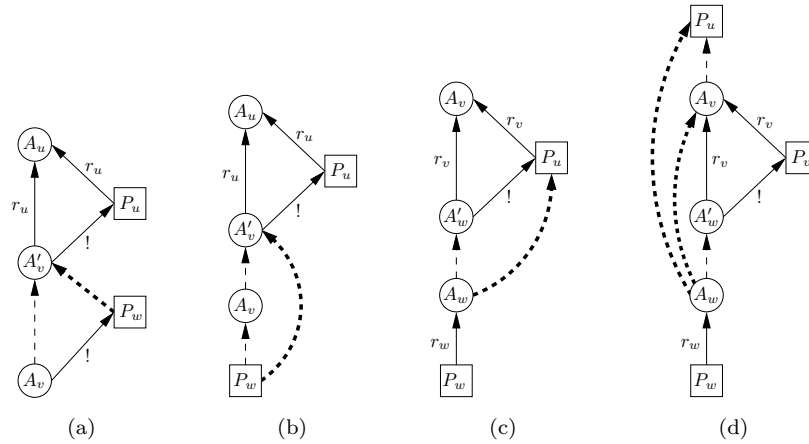 A_u
r_u
r_u
P_u
!
A'_v
P_w
!
A_v
(a)
A_u
r_u
r_u
P_u
!
A'_v
A_v
P_w
(b)
A_v
r_v
r_v
P_u
!
A'_w
A_w
r_w
P_w
(c)
P_u
A_v
r_v
r_v
P_v
!
A'_w
A_w
r_w
P_w
(d)